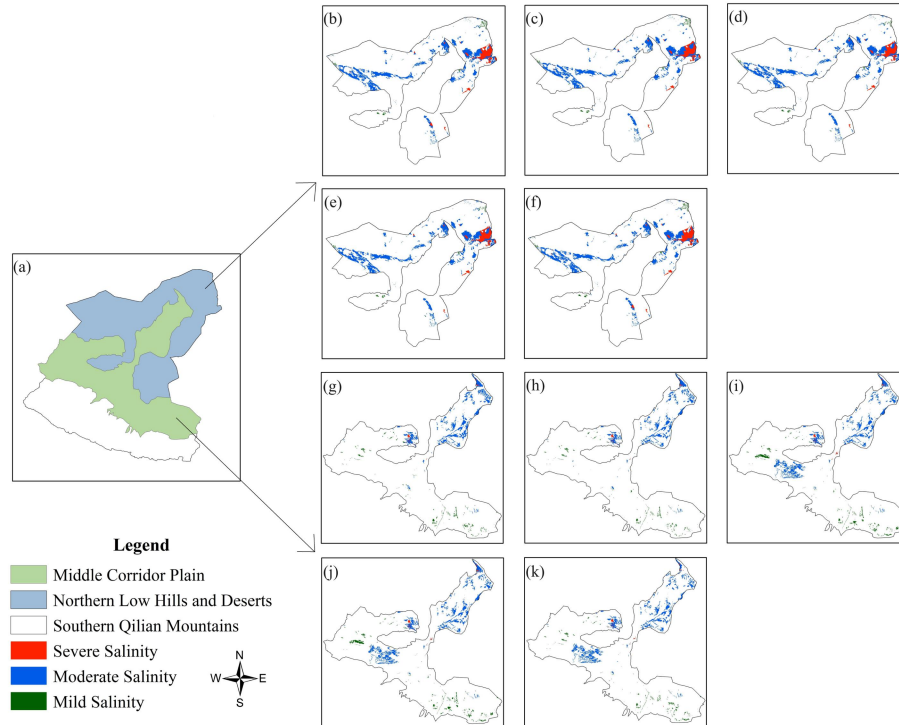 (b)
(c)
(d)
(e)
(f)
(a)
(g)
(h)
(i)
Legend
Middle Corridor Plain
Northern Low Hills and Deserts
Southern Qilian Mountains
Severe Salinity
Moderate Salinity
Mild Salinity
N
W E
S
(j)
(k)